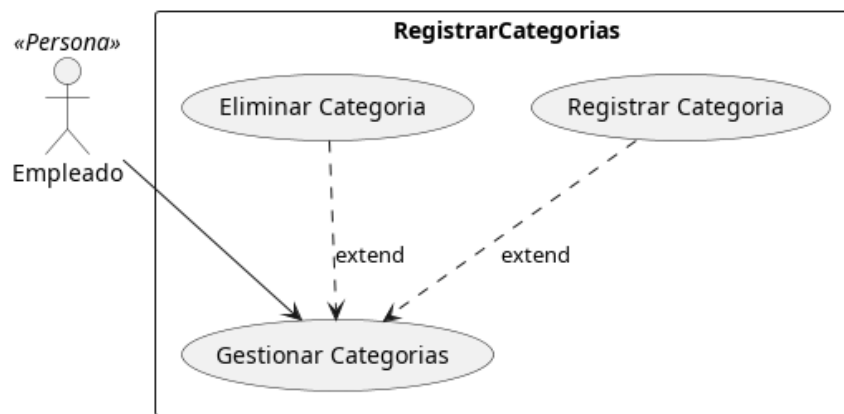 RegistrarCategorias
«Persona»
Eliminar Categoria
Registrar Categoria
Empleado
extend
extend
Gestionar Categorias